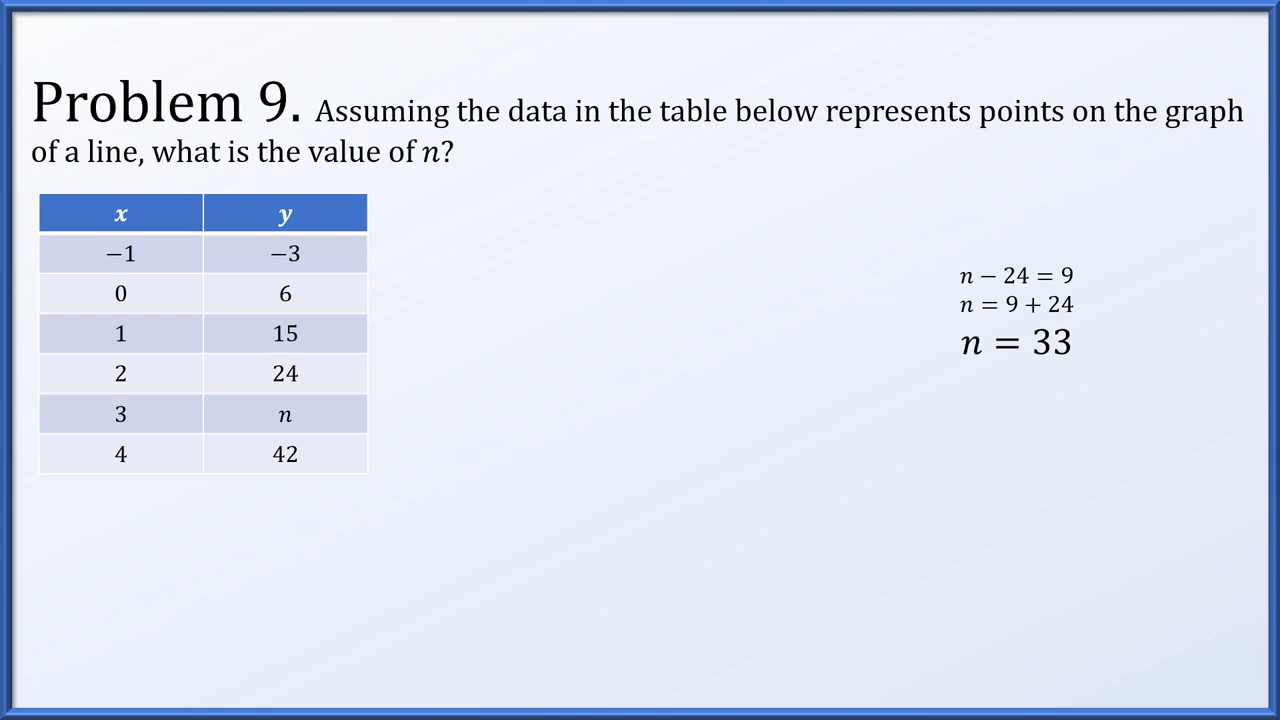 Problem 9. Assuming the data in the table below represents points on the graph
of a line, what is the value of n?
x y
−1 −3
0 6
1 15
2 24
3 n
4 42
n − 24 = 9
n = 9 + 24
n = 33